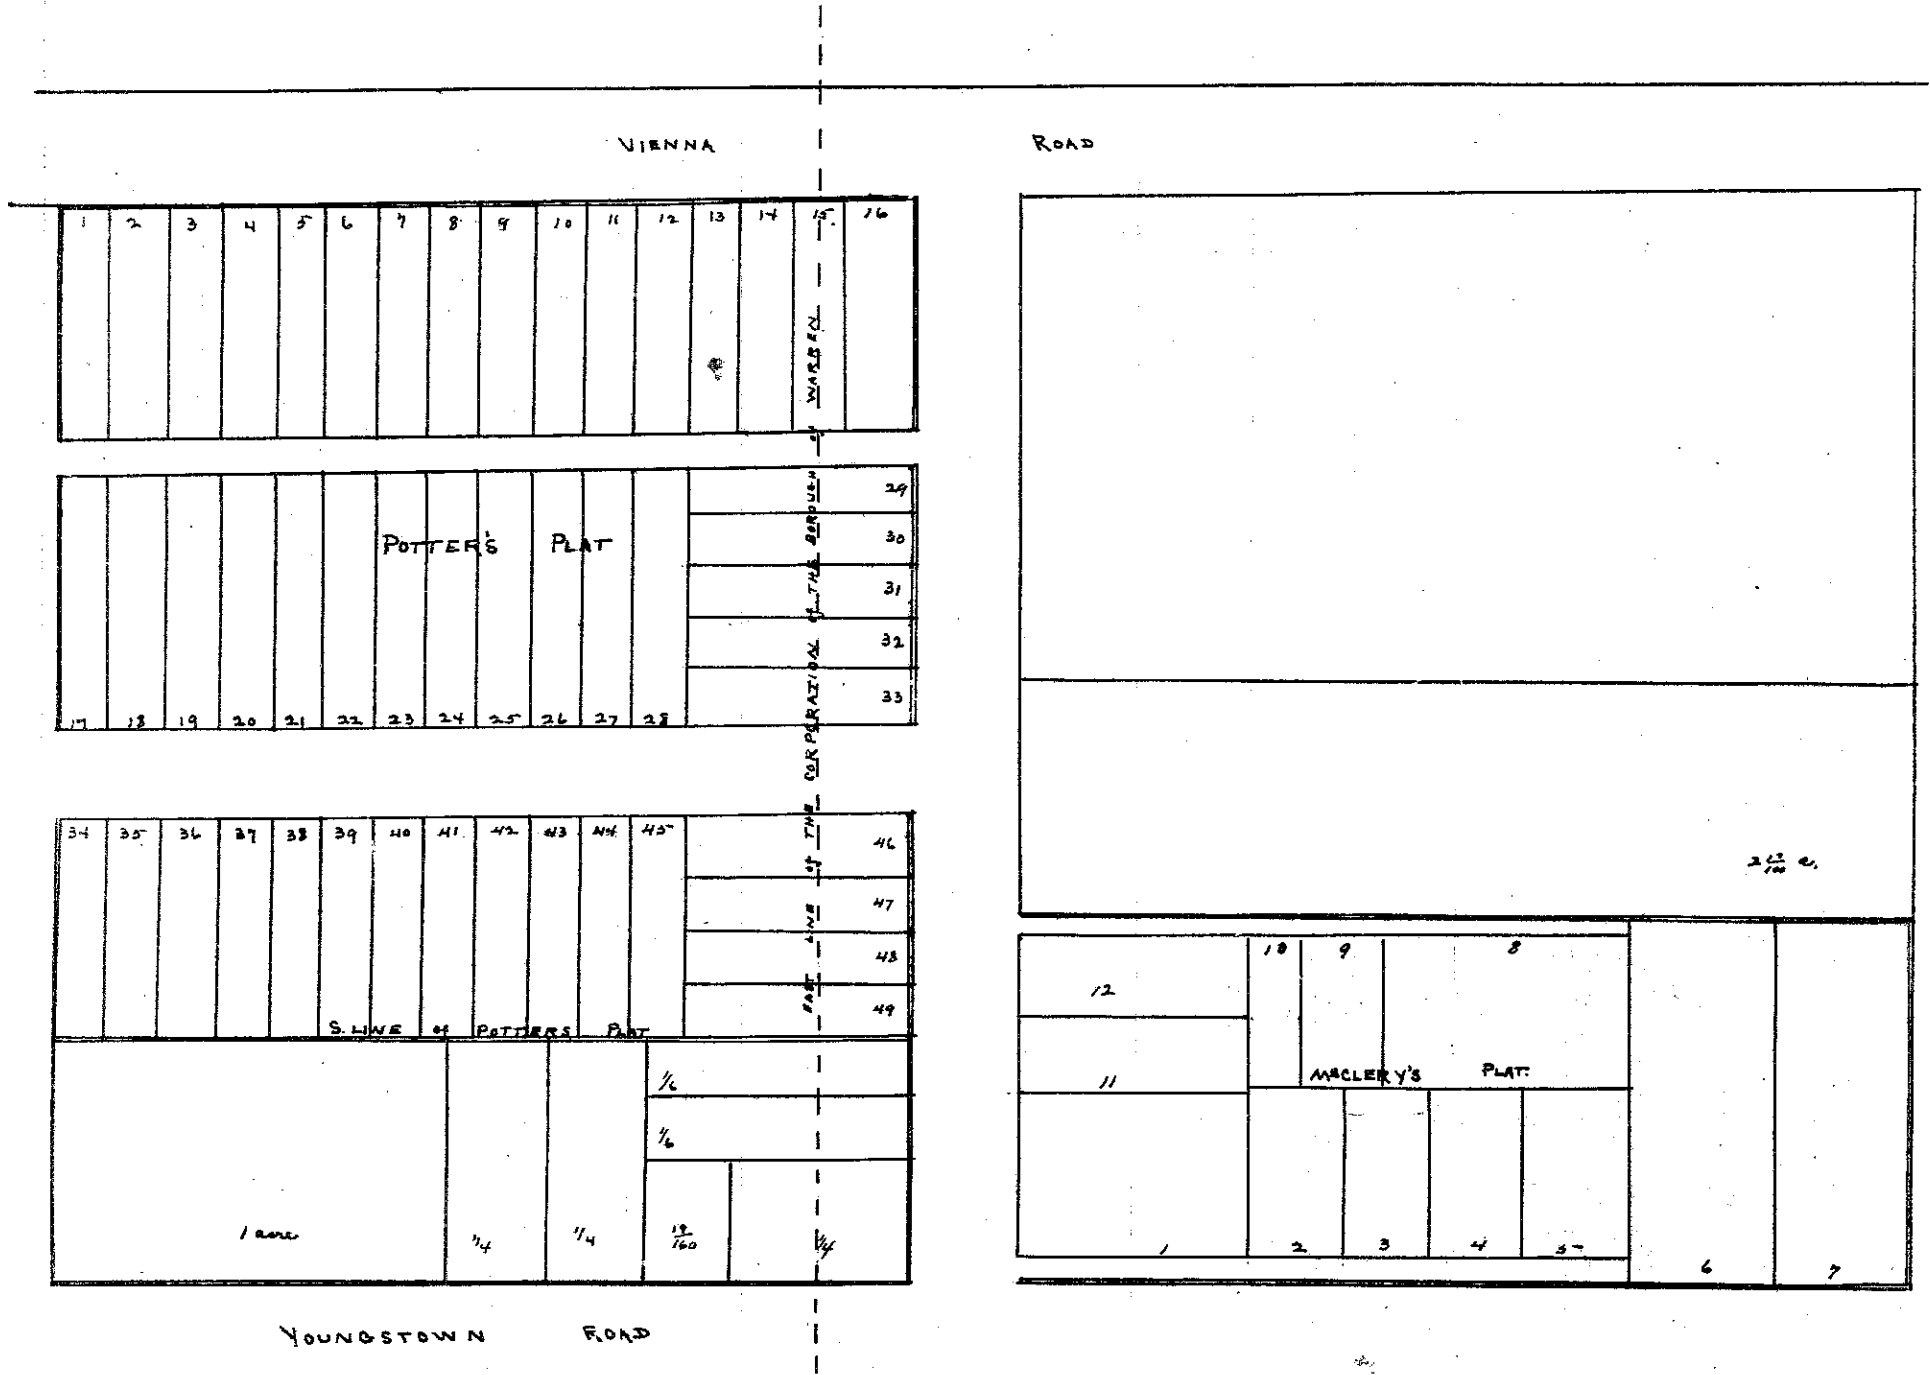 VIENNA ROAD
1 2 3 4 5 6 7 8 9 10 11 12 13 14 15 16
POTTER'S PLAT
29
30
31
32
33
17 18 19 20 21 22 23 24 25 26 27 28
EAST LINE of THE CORPORATION of THE BOROUGH of WARREN
34 35 36 37 38 39 40 41 42 43 44 45
46
47
48
49
S. LINE of POTTERS PLAT
1/6
1/6
1 acre 1/4 1/4 19/160 1/4
YOUNGSTOWN ROAD
2 17/100 a.
10 9 8
12
11
McCLERY'S PLAT.
1 2 3 4 5
6 7